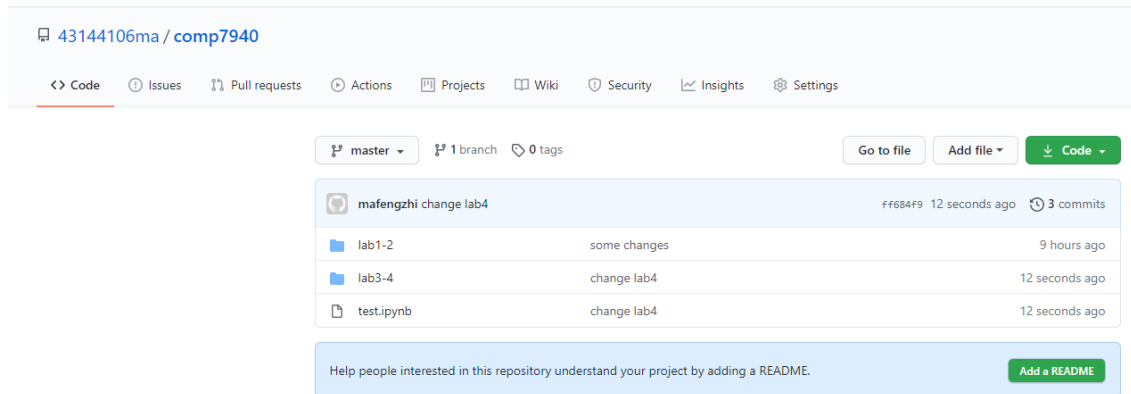 43144106ma / comp7940
<> Code Issues Pull requests Actions Projects Wiki Security Insights Settings
master 1 branch 0 tags Go to file Add file Code
mafengzhi change lab4 ff684f9 12 seconds ago 3 commits
lab1-2 some changes 9 hours ago
lab3-4 change lab4 12 seconds ago
test.ipynb change lab4 12 seconds ago
Help people interested in this repository understand your project by adding a README. Add a README